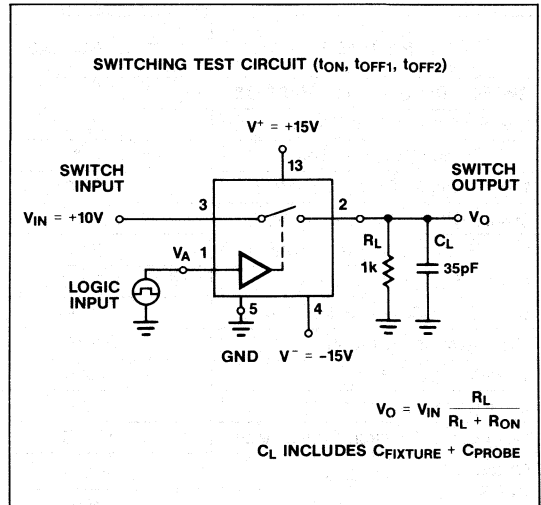 SWITCHING TEST CIRCUIT (tON, tOFF1, tOFF2)
V+ = +15V
13
SWITCH
INPUT
SWITCH
OUTPUT
VIN = +10V
3
2
VO
VA
1
RL
1k
CL
35pF
LOGIC
INPUT
5
4
GND
V− = −15V
VO = VIN RL
RL + RON
CL INCLUDES CFIXTURE + CPROBE